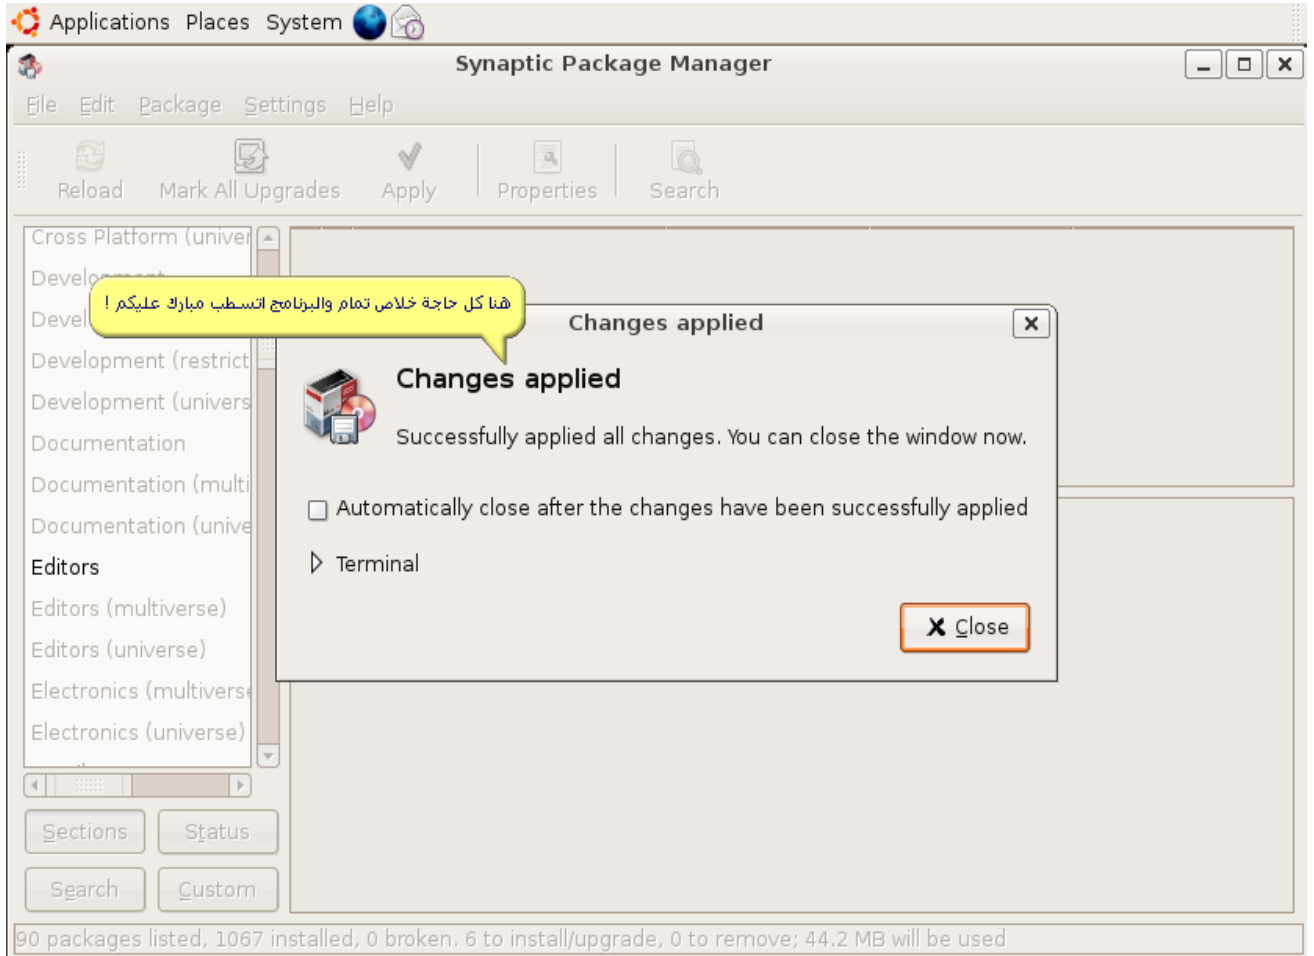 Applications Places System
Synaptic Package Manager
File Edit Package Settings Help
Reload Mark All Upgrades Apply Properties Search
Cross Platform (univer
Development
هنا كل حاجة خلاص تمام والبرنامج اتسطب مبارك عليكم !
Devel
Changes applied
Development (restrict
Changes applied
Development (univers
Successfully applied all changes. You can close the window now.
Documentation
Documentation (multi
Automatically close after the changes have been successfully applied
Documentation (unive
Editors
Terminal
Editors (multiverse)
Close
Editors (universe)
Electronics (multiverse
Electronics (universe)
Sections Status
Search Custom
90 packages listed, 1067 installed, 0 broken. 6 to install/upgrade, 0 to remove; 44.2 MB will be used